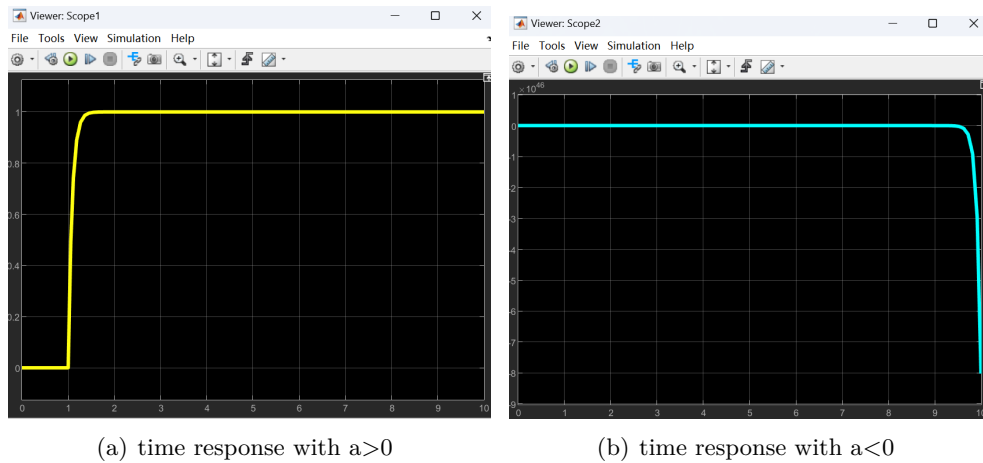 Viewer: Scope1
File Tools View Simulation Help
1
0.8
0.6
0.4
0.2
0
0 1 2 3 4 5 6 7 8 9 10
(a) time response with a>0
Viewer: Scope2
File Tools View Simulation Help
×10^46
1
0
-1
-2
-3
-4
-5
-6
-7
-8
-9
0 1 2 3 4 5 6 7 8 9 10
(b) time response with a<0